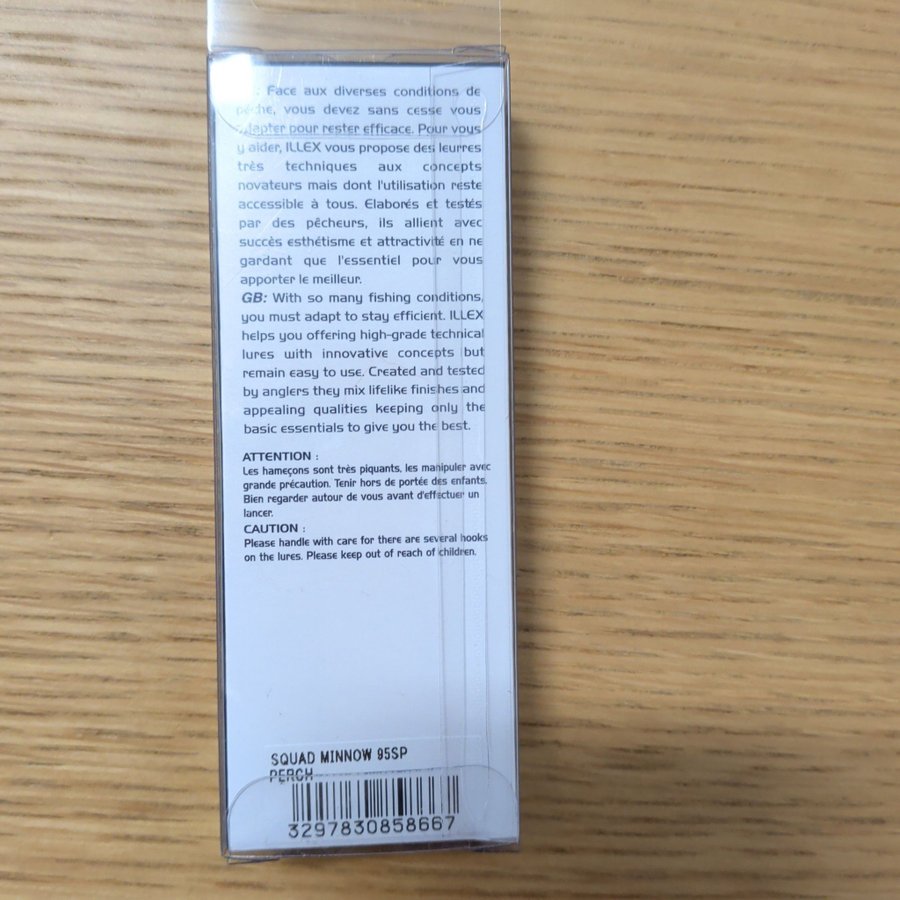 : Face aux diverses conditions de
pêche, vous devez sans cesse vous
adapter pour rester efficace. Pour vous
y aider, ILLEX vous propose des leurres
très techniques aux concepts
novateurs mais dont l'utilisation reste
accessible à tous. Elaborés et testés
par des pêcheurs, ils allient avec
succès esthétisme et attractivité en ne
gardant que l'essentiel pour vous
apporter le meilleur.
GB: With so many fishing conditions,
you must adapt to stay efficient. ILLEX
helps you offering high-grade technical
lures with innovative concepts but
remain easy to use. Created and tested
by anglers they mix lifelike finishes and
appealing qualities keeping only the
basic essentials to give you the best.
ATTENTION :
Les hameçons sont très piquants, les manipuler avec
grande précaution. Tenir hors de portée des enfants.
Bien regarder autour de vous avant d'effectuer un
lancer.
CAUTION :
Please handle with care for there are several hooks
on the lures. Please keep out of reach of children.
SQUAD MINNOW 95SP
PERCH
3297830858667